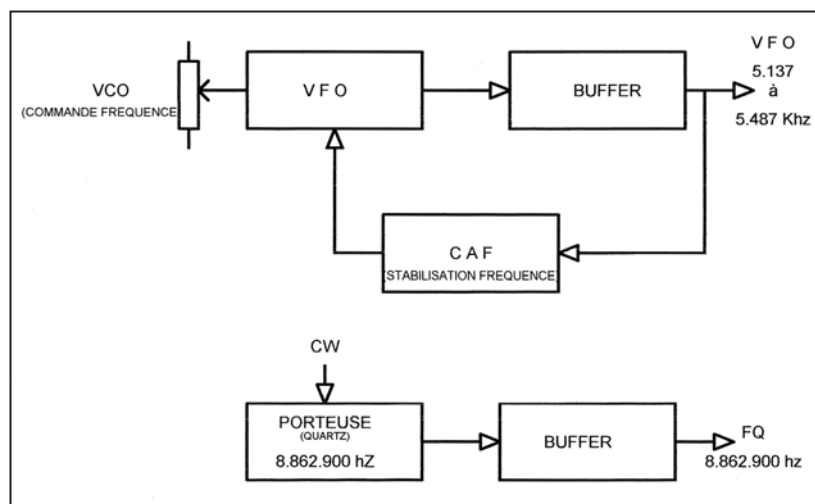 VCO
(COMMANDE FREQUENCE)
V F O
BUFFER
V F O
5.137
à
5.487 Khz
C A F
(STABILISATION FREQUENCE)
CW
PORTEUSE
(QUARTZ)
8.862.900 hZ
BUFFER
FQ
8.862.900 hz